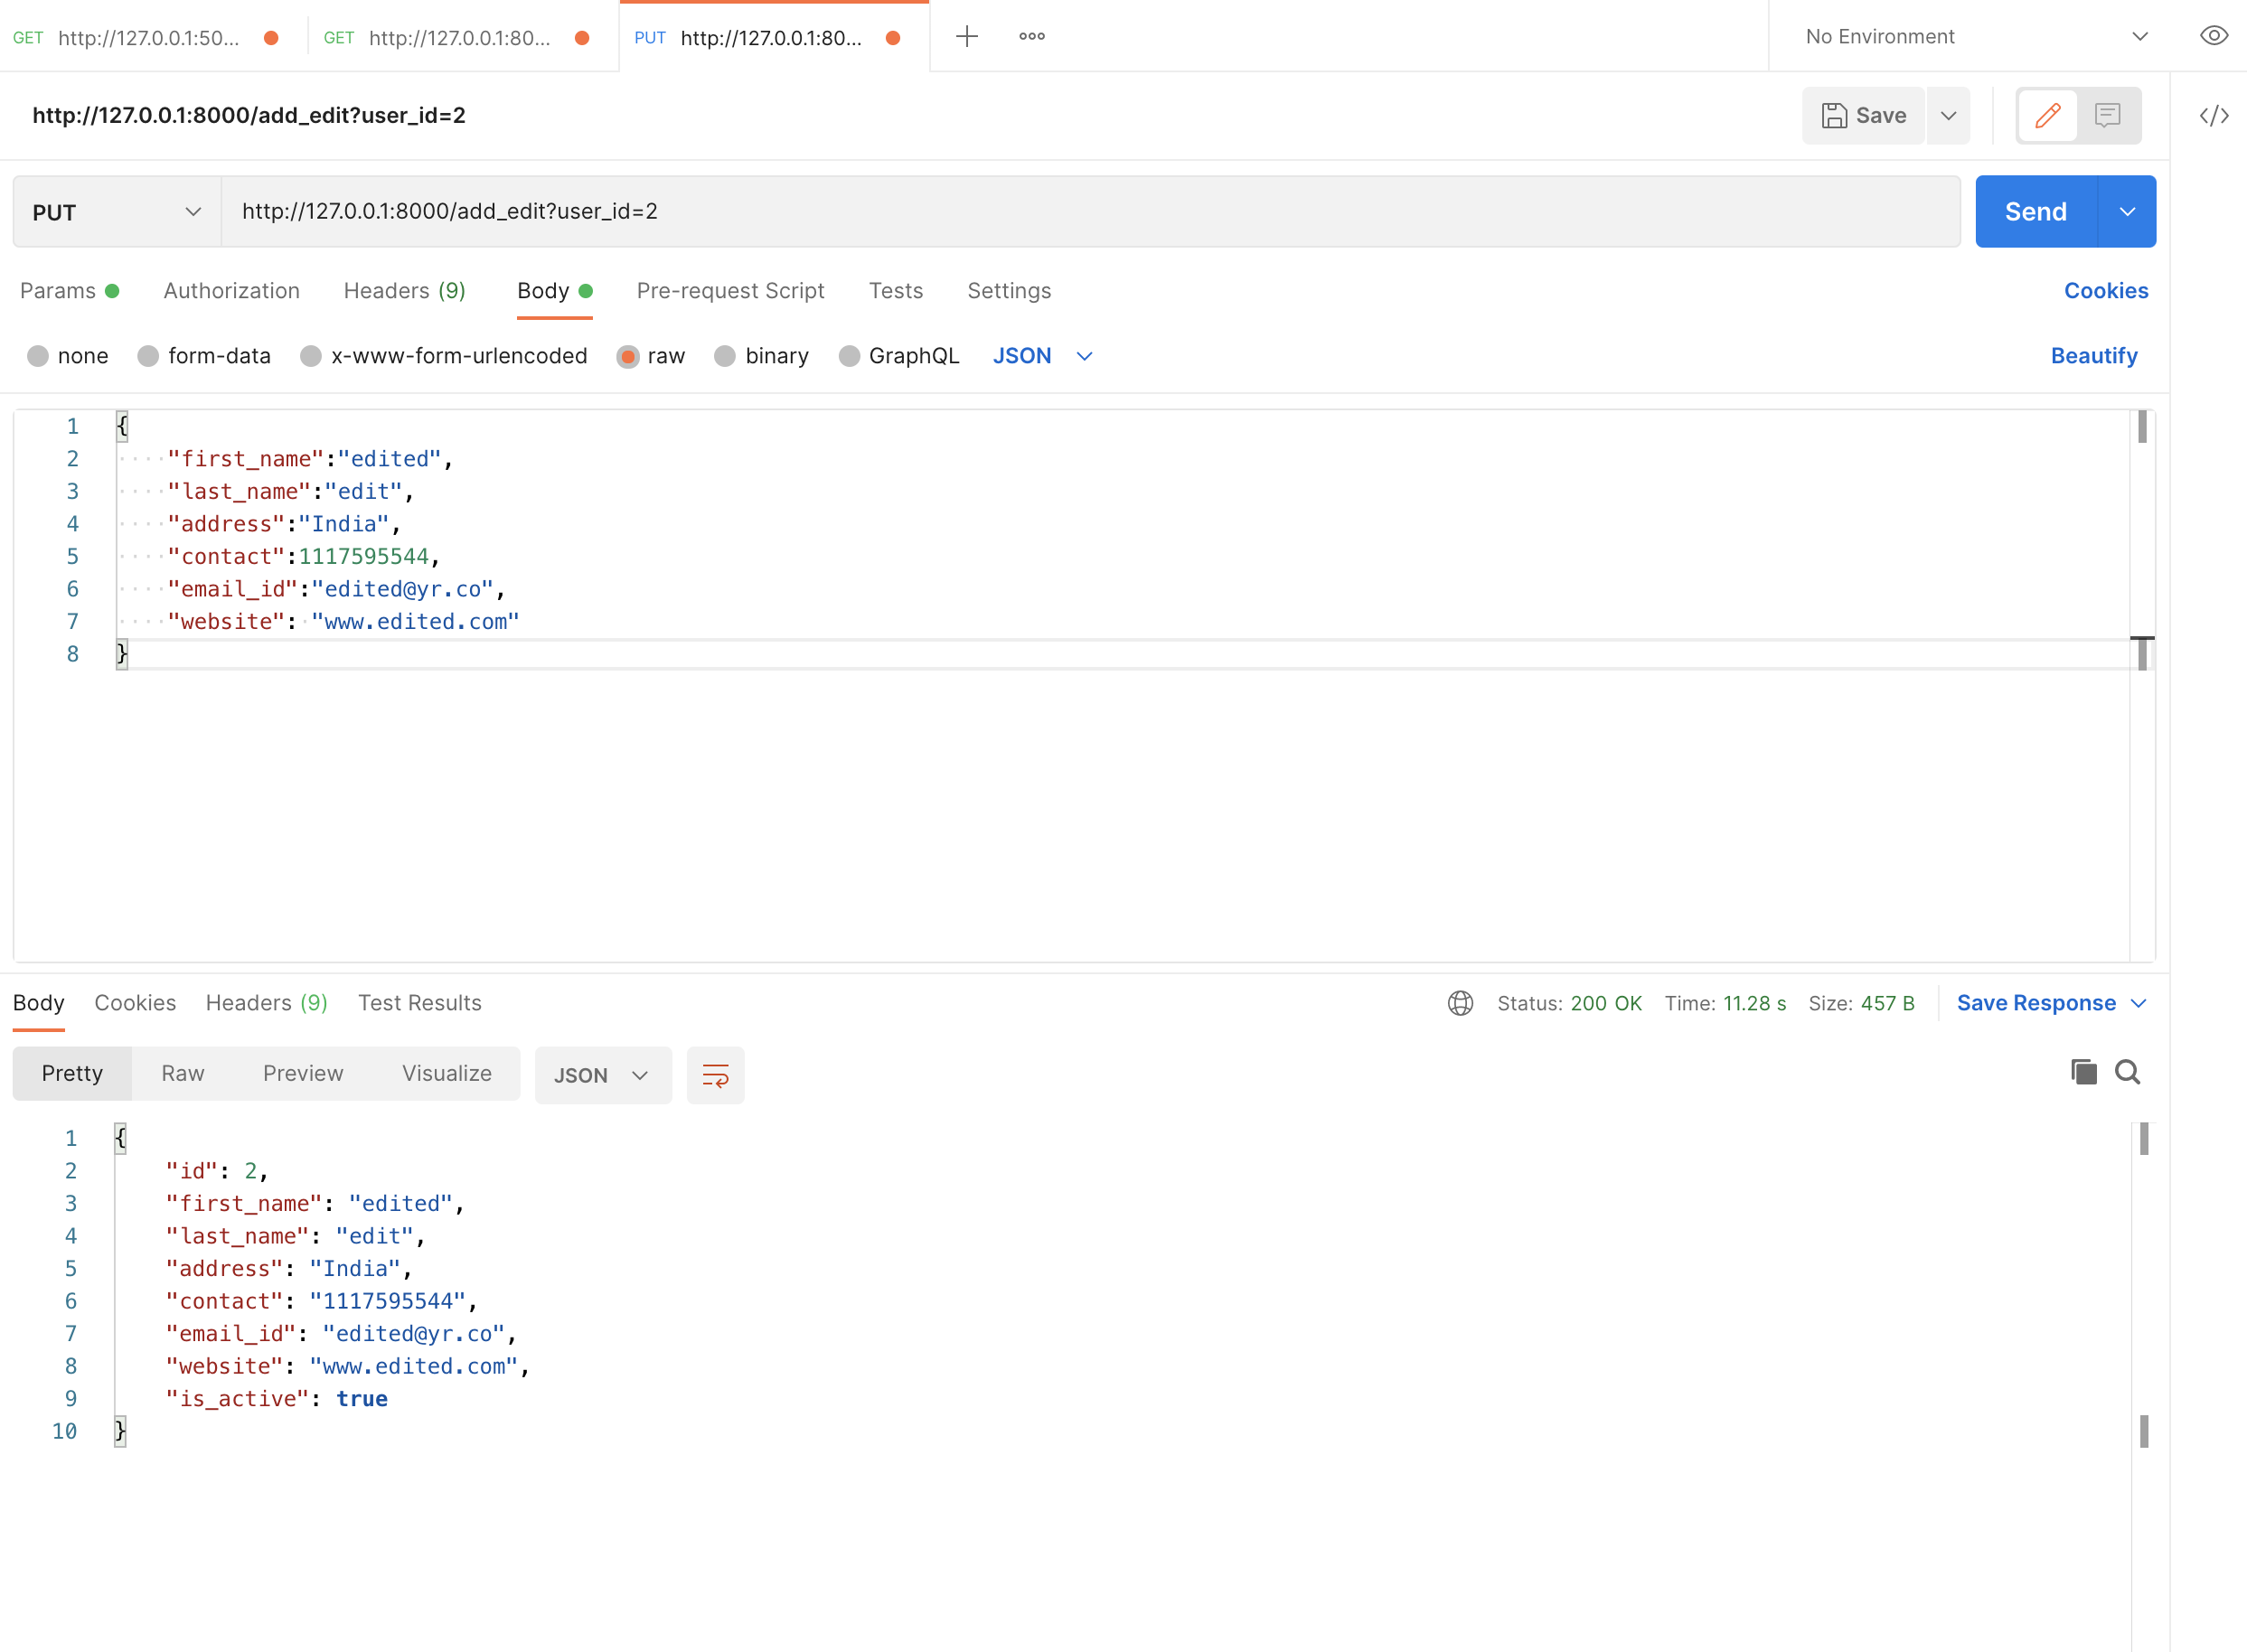 GET http://127.0.0.1:50... GET http://127.0.0.1:80... PUT http://127.0.0.1:80... No Environment
http://127.0.0.1:8000/add_edit?user_id=2 Save
PUT http://127.0.0.1:8000/add_edit?user_id=2 Send
Params Authorization Headers (9) Body Pre-request Script Tests Settings Cookies
none form-data x-www-form-urlencoded raw binary GraphQL JSON Beautify
1 {
2 ····"first_name":"edited",
3 ····"last_name":"edit",
4 ····"address":"India",
5 ····"contact":1117595544,
6 ····"email_id":"edited@yr.co",
7 ····"website":·"www.edited.com"
8 }
Body Cookies Headers (9) Test Results Status: 200 OK Time: 11.28 s Size: 457 B Save Response
Pretty Raw Preview Visualize JSON
1 {
2 "id": 2,
3 "first_name": "edited",
4 "last_name": "edit",
5 "address": "India",
6 "contact": "1117595544",
7 "email_id": "edited@yr.co",
8 "website": "www.edited.com",
9 "is_active": true
10 }